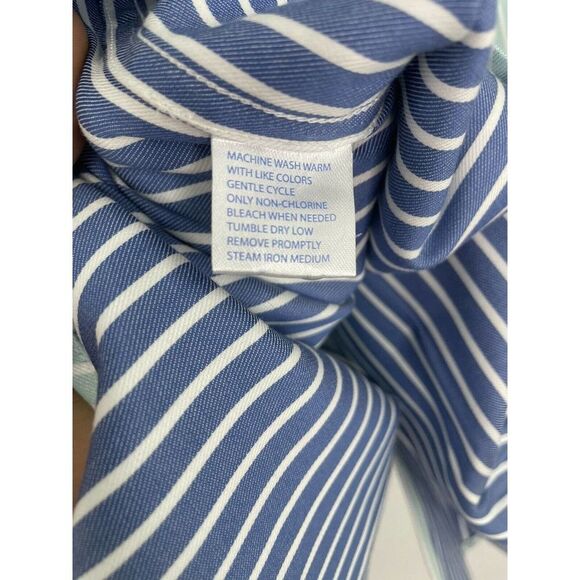 MACHINE WASH WARM
WITH LIKE COLORS
GENTLE CYCLE
ONLY NON-CHLORINE
BLEACH WHEN NEEDED
TUMBLE DRY LOW
REMOVE PROMPTLY
STEAM IRON MEDIUM